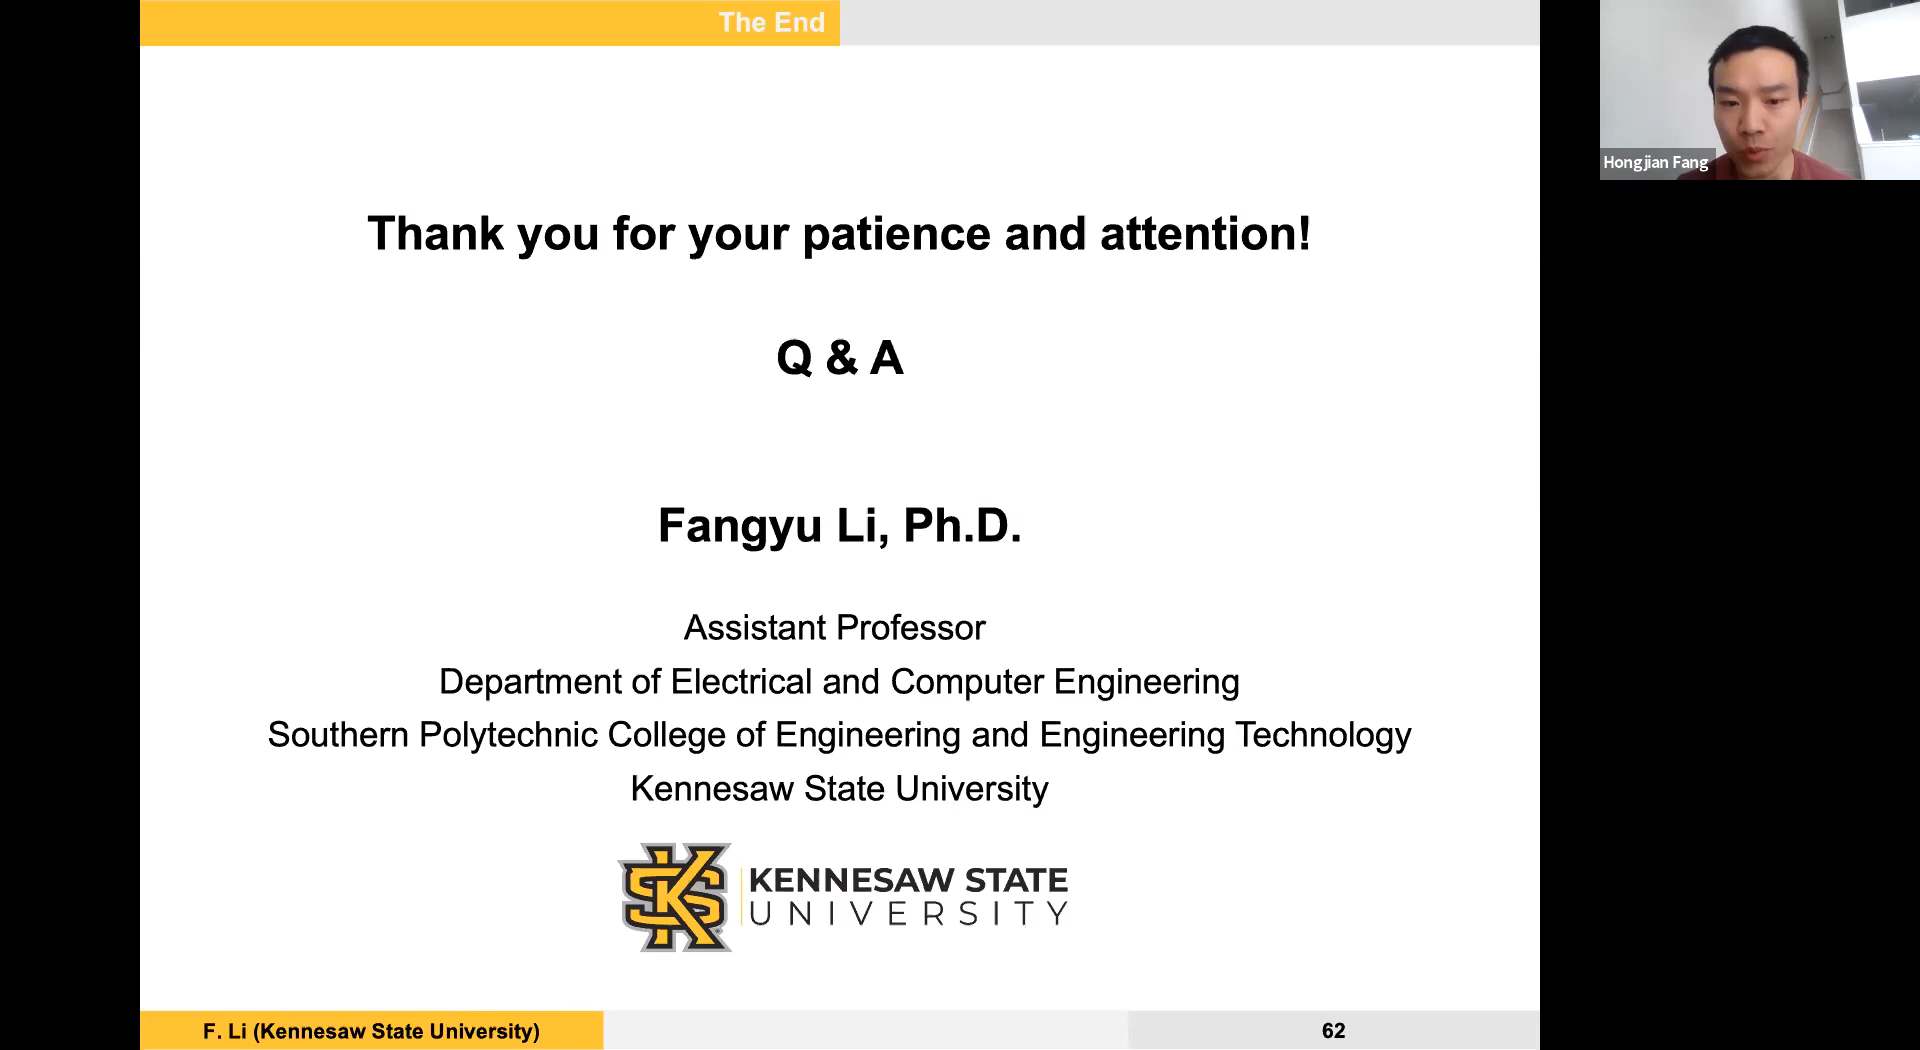 The End
Hongjian Fang
Thank you for your patience and attention!
Q & A
Fangyu Li, Ph.D.
Assistant Professor
Department of Electrical and Computer Engineering
Southern Polytechnic College of Engineering and Engineering Technology
Kennesaw State University
KS
KENNESAW STATE
UNIVERSITY
F. Li (Kennesaw State University)
62